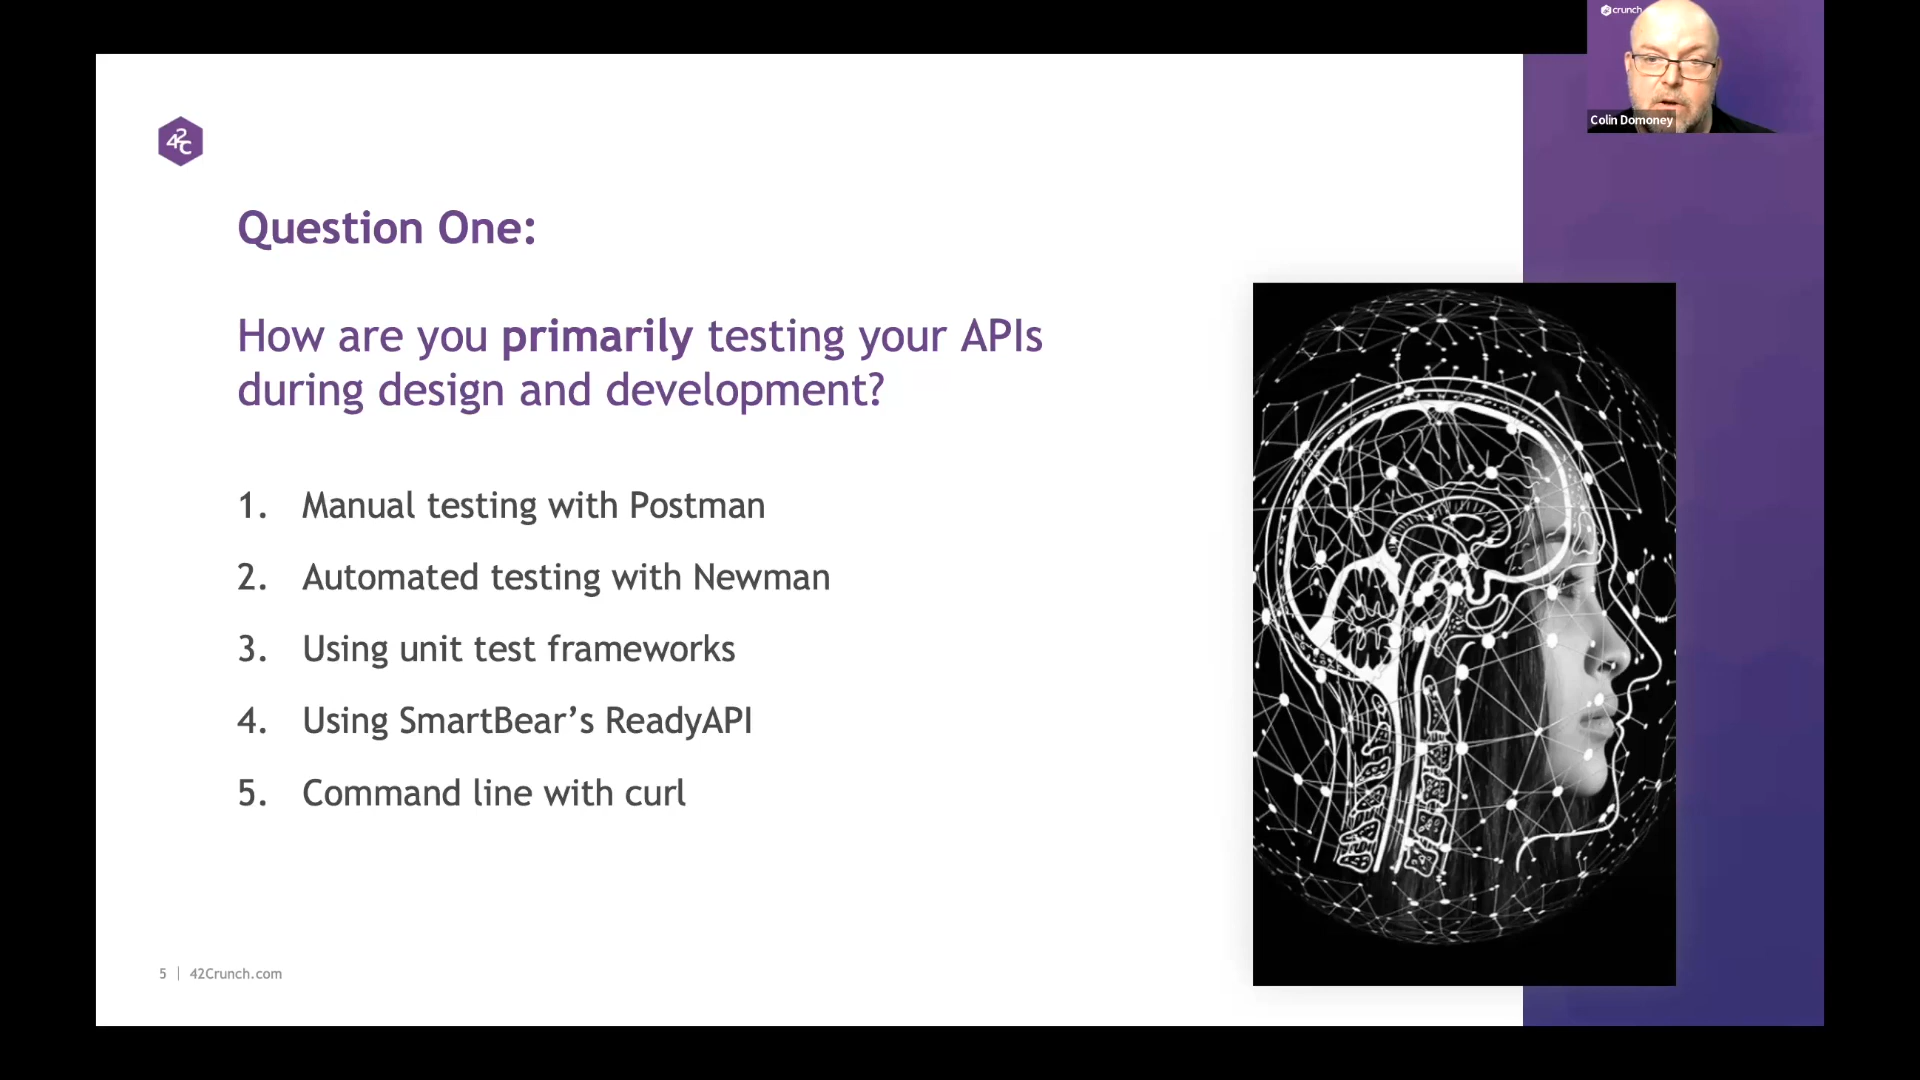 crunch
Colin Domoney
42C
Question One:
How are you primarily testing your APIs
during design and development?
1. Manual testing with Postman
2. Automated testing with Newman
3. Using unit test frameworks
4. Using SmartBear’s ReadyAPI
5. Command line with curl
5 | 42Crunch.com